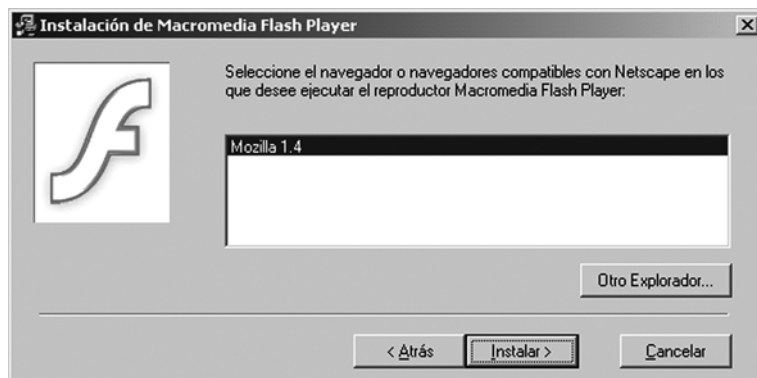 Instalación de Macromedia Flash Player
Seleccione el navegador o navegadores compatibles con Netscape en los
que desee ejecutar el reproductor Macromedia Flash Player:
Mozilla 1.4
Otro Explorador...
< Atrás
Instalar >
Cancelar